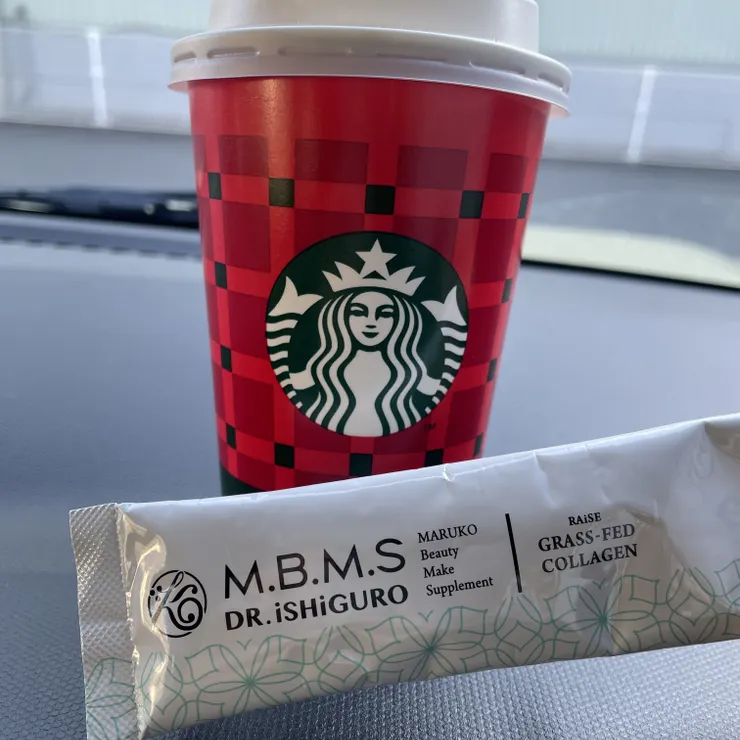 M.B.M.S
DR.iSHiGURO
MARUKO
Beauty
Make
Supplement
RAiSE
GRASS-FED
COLLAGEN